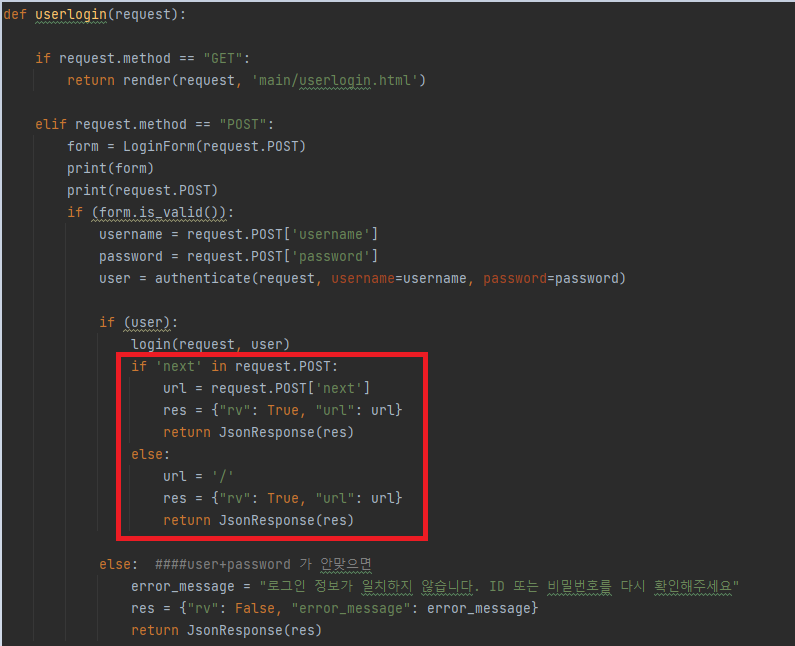 def userlogin(request):
if request.method == "GET":
return render(request, 'main/userlogin.html')
elif request.method == "POST":
form = LoginForm(request.POST)
print(form)
print(request.POST)
if (form.is_valid()):
username = request.POST['username']
password = request.POST['password']
user = authenticate(request, username=username, password=password)
if (user):
login(request, user)
if 'next' in request.POST:
url = request.POST['next']
res = {"rv": True, "url": url}
return JsonResponse(res)
else:
url = '/'
res = {"rv": True, "url": url}
return JsonResponse(res)
else:  ####user+password 가 안맞으면
error_message = "로그인 정보가 일치하지 않습니다. ID 또는 비밀번호를 다시 확인해주세요"
res = {"rv": False, "error_message": error_message}
return JsonResponse(res)